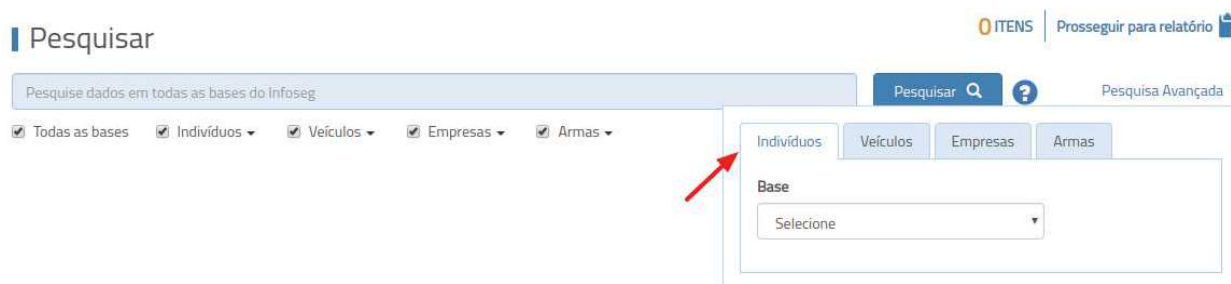 0 ITENS
Prosseguir para relatório
Pesquisar
Pesquise dados em todas as bases do Infoseg
Pesquisar
?
Pesquisa Avançada
Todas as bases
Indivíduos
Veículos
Empresas
Armas
Indivíduos
Veículos
Empresas
Armas
Base
Selecione